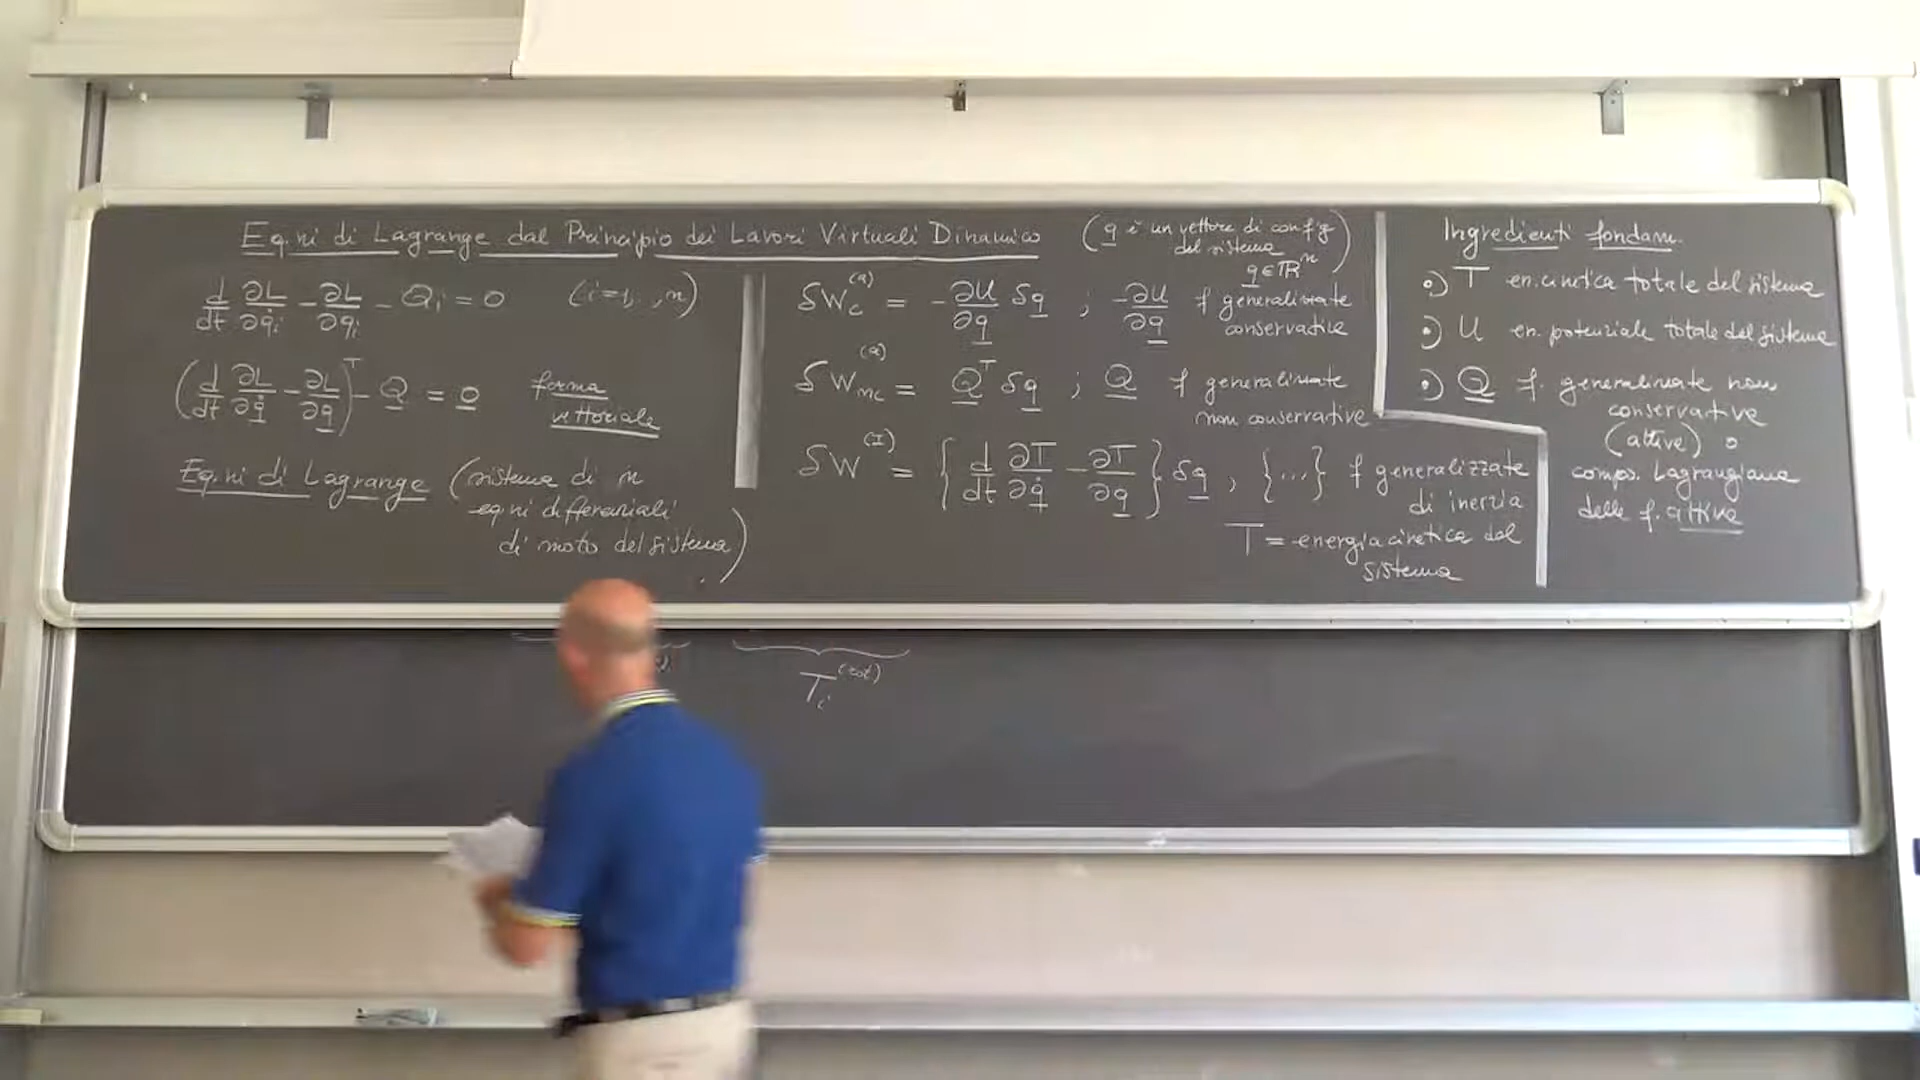 Eq.ni di Lagrange dal Principio dei Lavori Virtuali Dinamico
(q è un vettore di config
del sistema
q ∈ ℝⁿ)
d/dt ∂L/∂q̇ᵢ - ∂L/∂qᵢ - Qᵢ = 0 (i=1, ,n)
(d/dt ∂L/∂q̇ - ∂L/∂q)ᵀ - Q = 0 forma
vettoriale
Eq.ni di Lagrange (sistema di n
eq.ni differenziali
di moto del sistema)
δW_c^(a) = -∂U/∂q δq ; -∂U/∂q f generalizzate
conservative
δW_nc^(a) = Qᵀ δq ; Q f generalizzate
non conservative
δW^(I) = {d/dt ∂T/∂q̇ - ∂T/∂q} δq , {...} f generalizzate
di inerzia
T = energia cinetica del
sistema
Ingredienti fondam.
•) T en. cinetica totale del sistema
•) U en. potenziale totale del sistema
•) Q f. generalizzate non
conservative
(attive) o
compon. Lagrangiana
delle f. attive
Tᵢ^(rot)